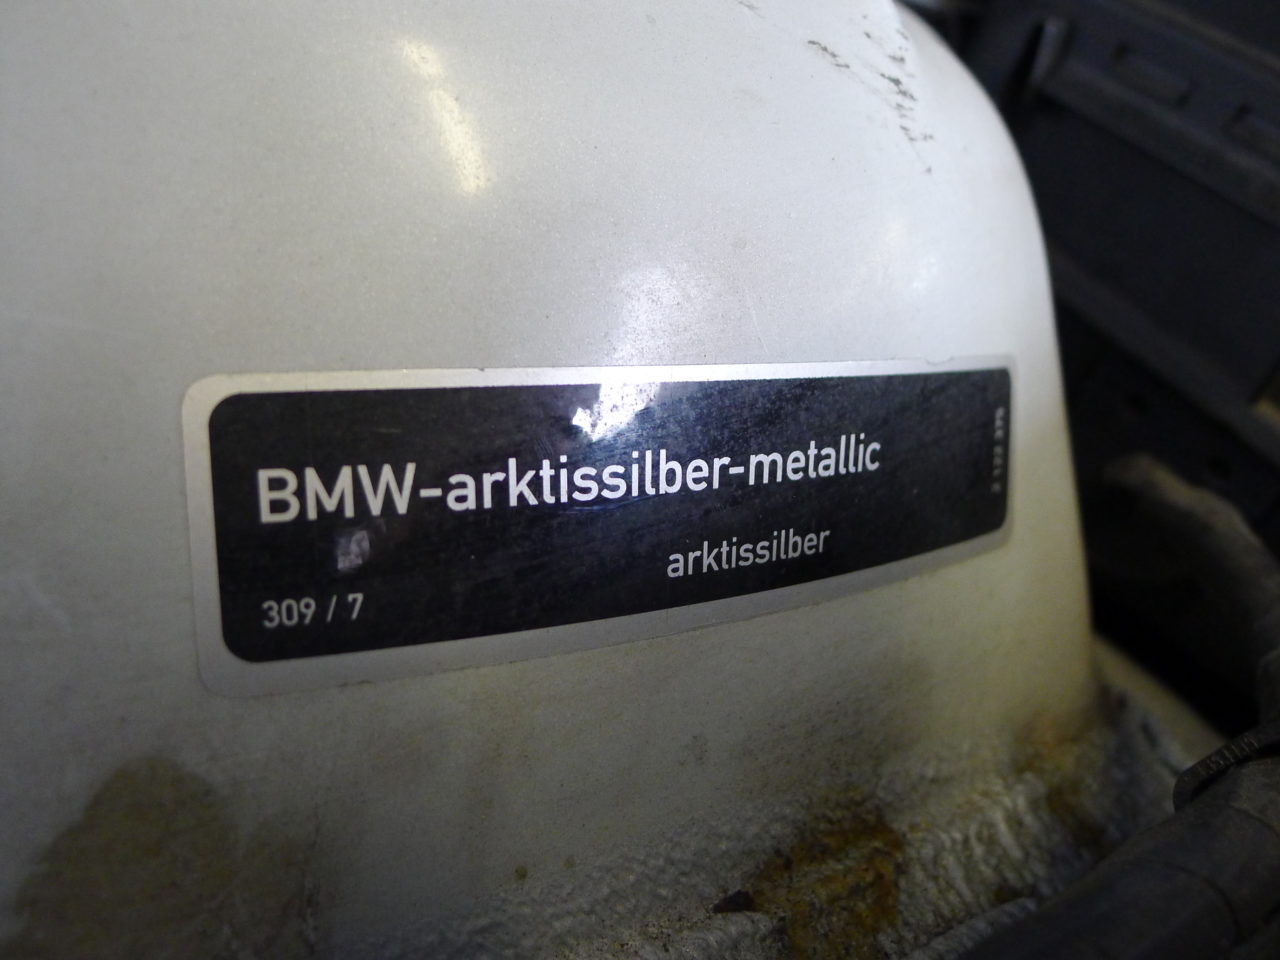 BMW-arktissilber-metallic
arktissilber
309 / 7